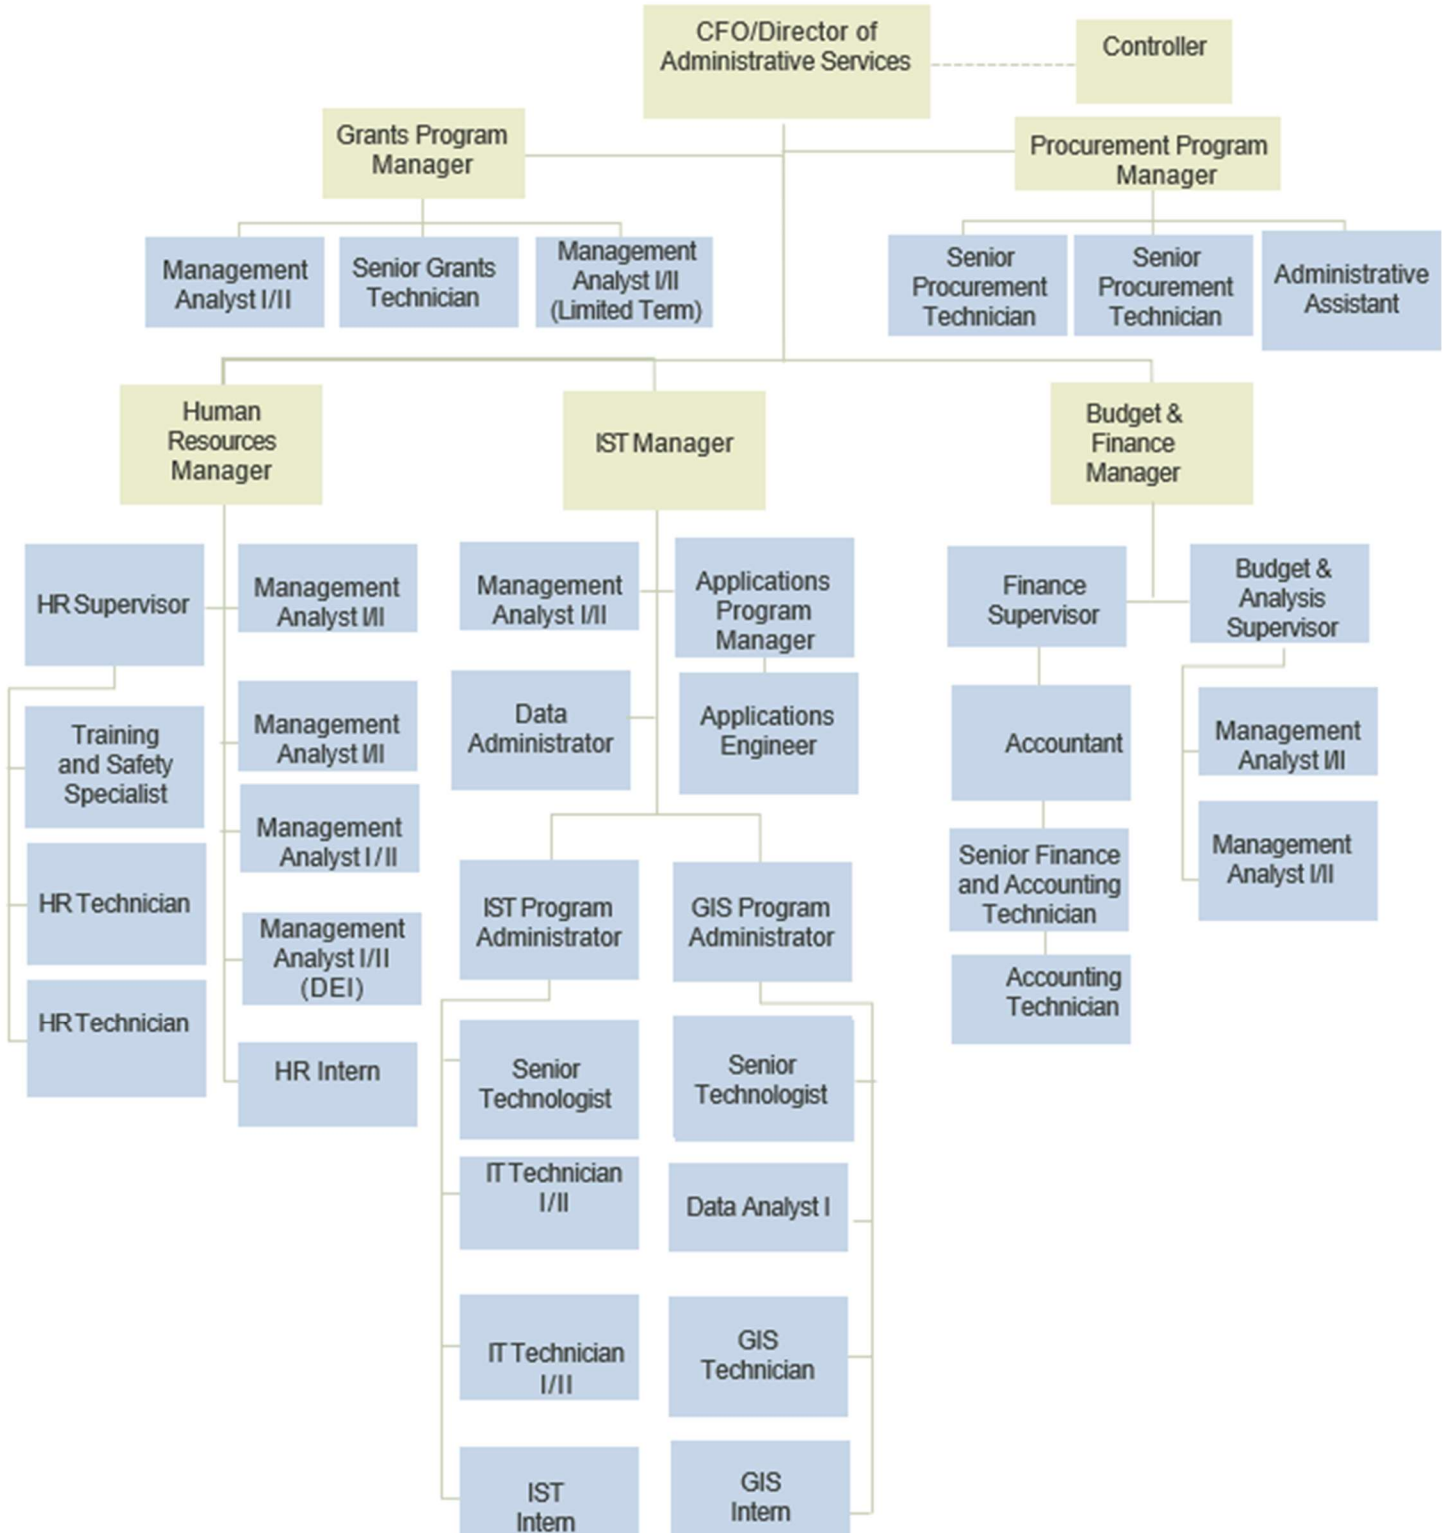 CFO/Director of
Administrative Services
Controller
Grants Program
Manager
Procurement Program
Manager
Management
Analyst I/II
Senior Grants
Technician
Management
Analyst I/II
(Limited Term)
Senior
Procurement
Technician
Senior
Procurement
Technician
Administrative
Assistant
Human
Resources
Manager
IST Manager
Budget &
Finance
Manager
HR Supervisor
Management
Analyst I/II
Management
Analyst I/II
Applications
Program
Manager
Finance
Supervisor
Budget &
Analysis
Supervisor
Training
and Safety
Specialist
Management
Analyst I/II
Data
Administrator
Applications
Engineer
Accountant
Management
Analyst I/II
HR Technician
Management
Analyst I/II
Senior Finance
and Accounting
Technician
Management
Analyst I/II
HR Technician
Management
Analyst I/II
(DEI)
IST Program
Administrator
GIS Program
Administrator
Accounting
Technician
HR Intern
Senior
Technologist
Senior
Technologist
IT Technician
I/II
Data Analyst I
IT Technician
I/II
GIS
Technician
IST
Intern
GIS
Intern